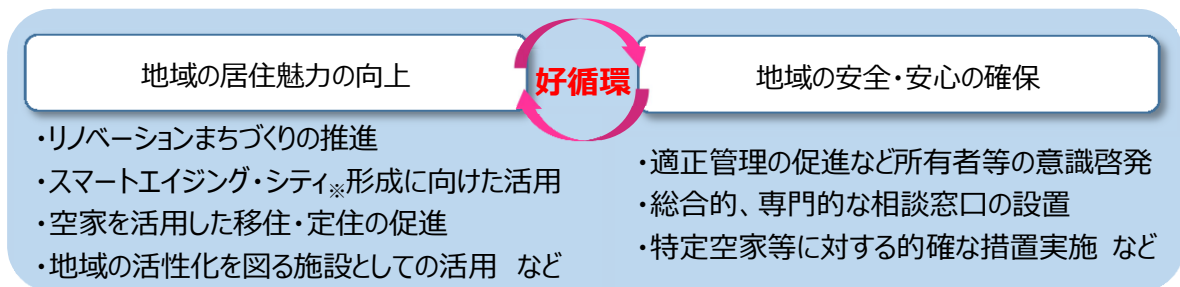 地域の居住魅力の向上
好循環
地域の安全・安心の確保
・リノベーションまちづくりの推進
・スマートエイジング・シティ※形成に向けた活用
・空家を活用した移住・定住の促進
・地域の活性化を図る施設としての活用 など
・適正管理の促進など所有者等の意識啓発
・総合的、専門的な相談窓口の設置
・特定空家等に対する的確な措置実施 など